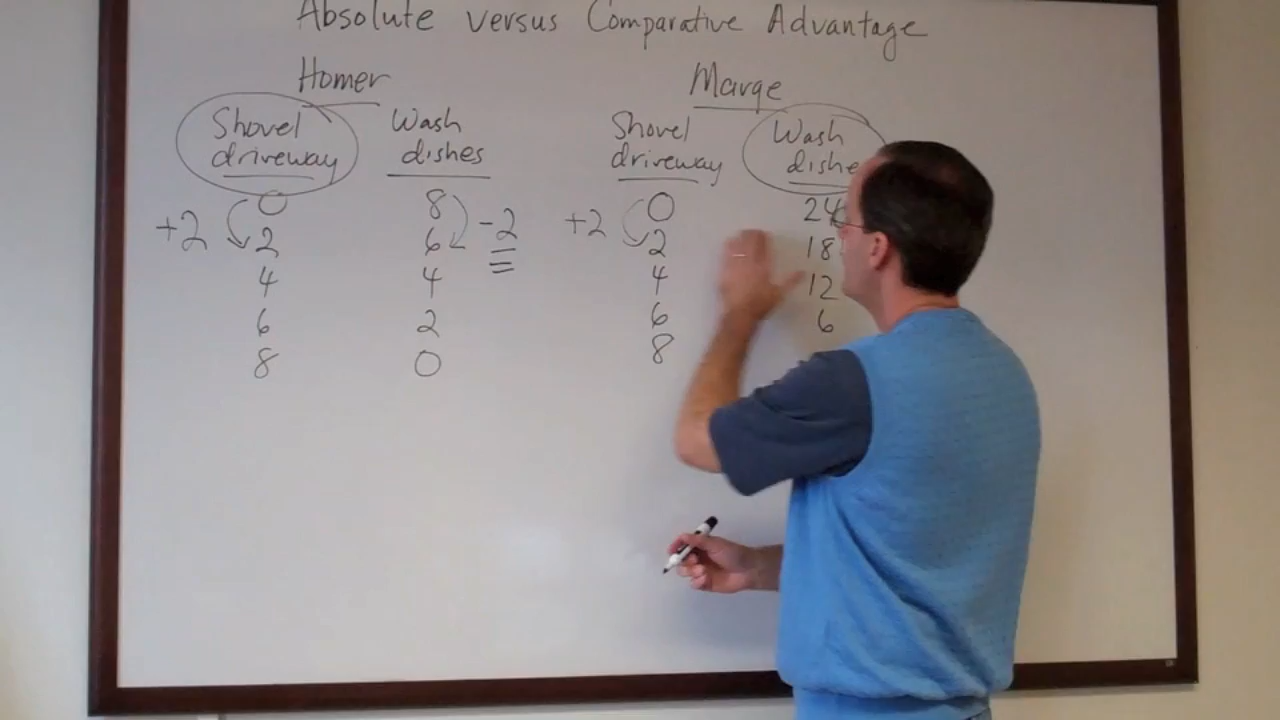 Absolute versus Comparative Advantage
Homer
Marge
Shovel driveway
Wash dishes
Shovel driveway
Wash
0 8 0 24
2 6 2 18
4 4 4 12
6 2 6 6
8 0 8
+2
-2
+2